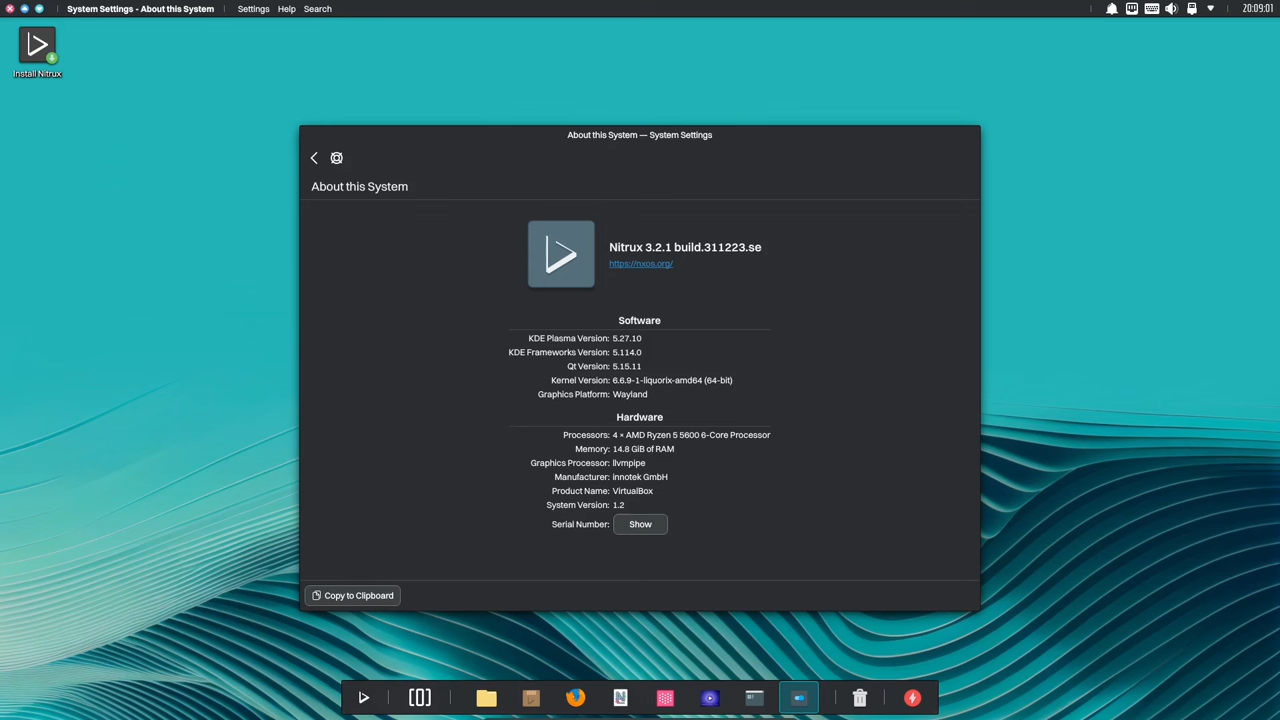 System Settings - About this System Settings Help Search 20:09:01
Install Nitrux
About this System — System Settings
About this System
Nitrux 3.2.1 build.311223.se
https://nxos.org/
Software
KDE Plasma Version: 5.27.10
KDE Frameworks Version: 5.114.0
Qt Version: 5.15.11
Kernel Version: 6.6.9-1-liquorix-amd64 (64-bit)
Graphics Platform: Wayland
Hardware
Processors: 4 × AMD Ryzen 5 5600 6-Core Processor
Memory: 14.8 GiB of RAM
Graphics Processor: llvmpipe
Manufacturer: innotek GmbH
Product Name: VirtualBox
System Version: 1.2
Serial Number: Show
Copy to Clipboard